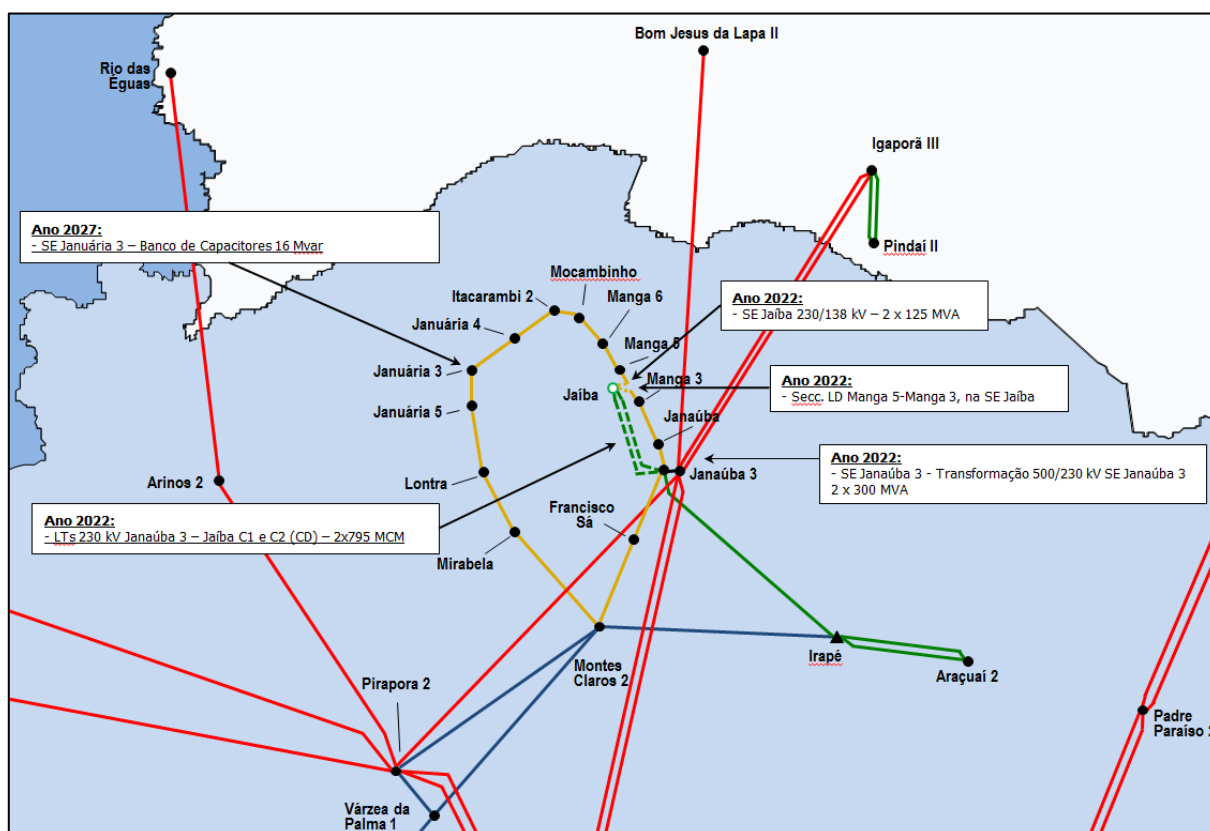 Bom Jesus da Lapa II
Rio das
Éguas
Igaporã III
Ano 2027:
- SE Januária 3 – Banco de Capacitores 16 Mvar
Pindaí II
Mocambinho
Itacarambi 2
Manga 6
Ano 2022:
- SE Jaíba 230/138 kV – 2 x 125 MVA
Januária 4
Manga 5
Januária 3
Manga 3
Ano 2022:
- Secc. LD Manga 5-Manga 3, na SE Jaíba
Jaíba
Januária 5
Janaúba
Ano 2022:
- SE Janaúba 3 - Transformação 500/230 kV SE Janaúba 3
2 x 300 MVA
Janaúba 3
Arinos 2
Lontra
Francisco
Sá
Ano 2022:
- LTs 230 kV Janaúba 3 – Jaíba C1 e C2 (CD) – 2x795 MCM
Mirabela
Irapé
Montes
Claros 2
Araçuaí 2
Pirapora 2
Padre
Paraíso 2
Várzea da
Palma 1